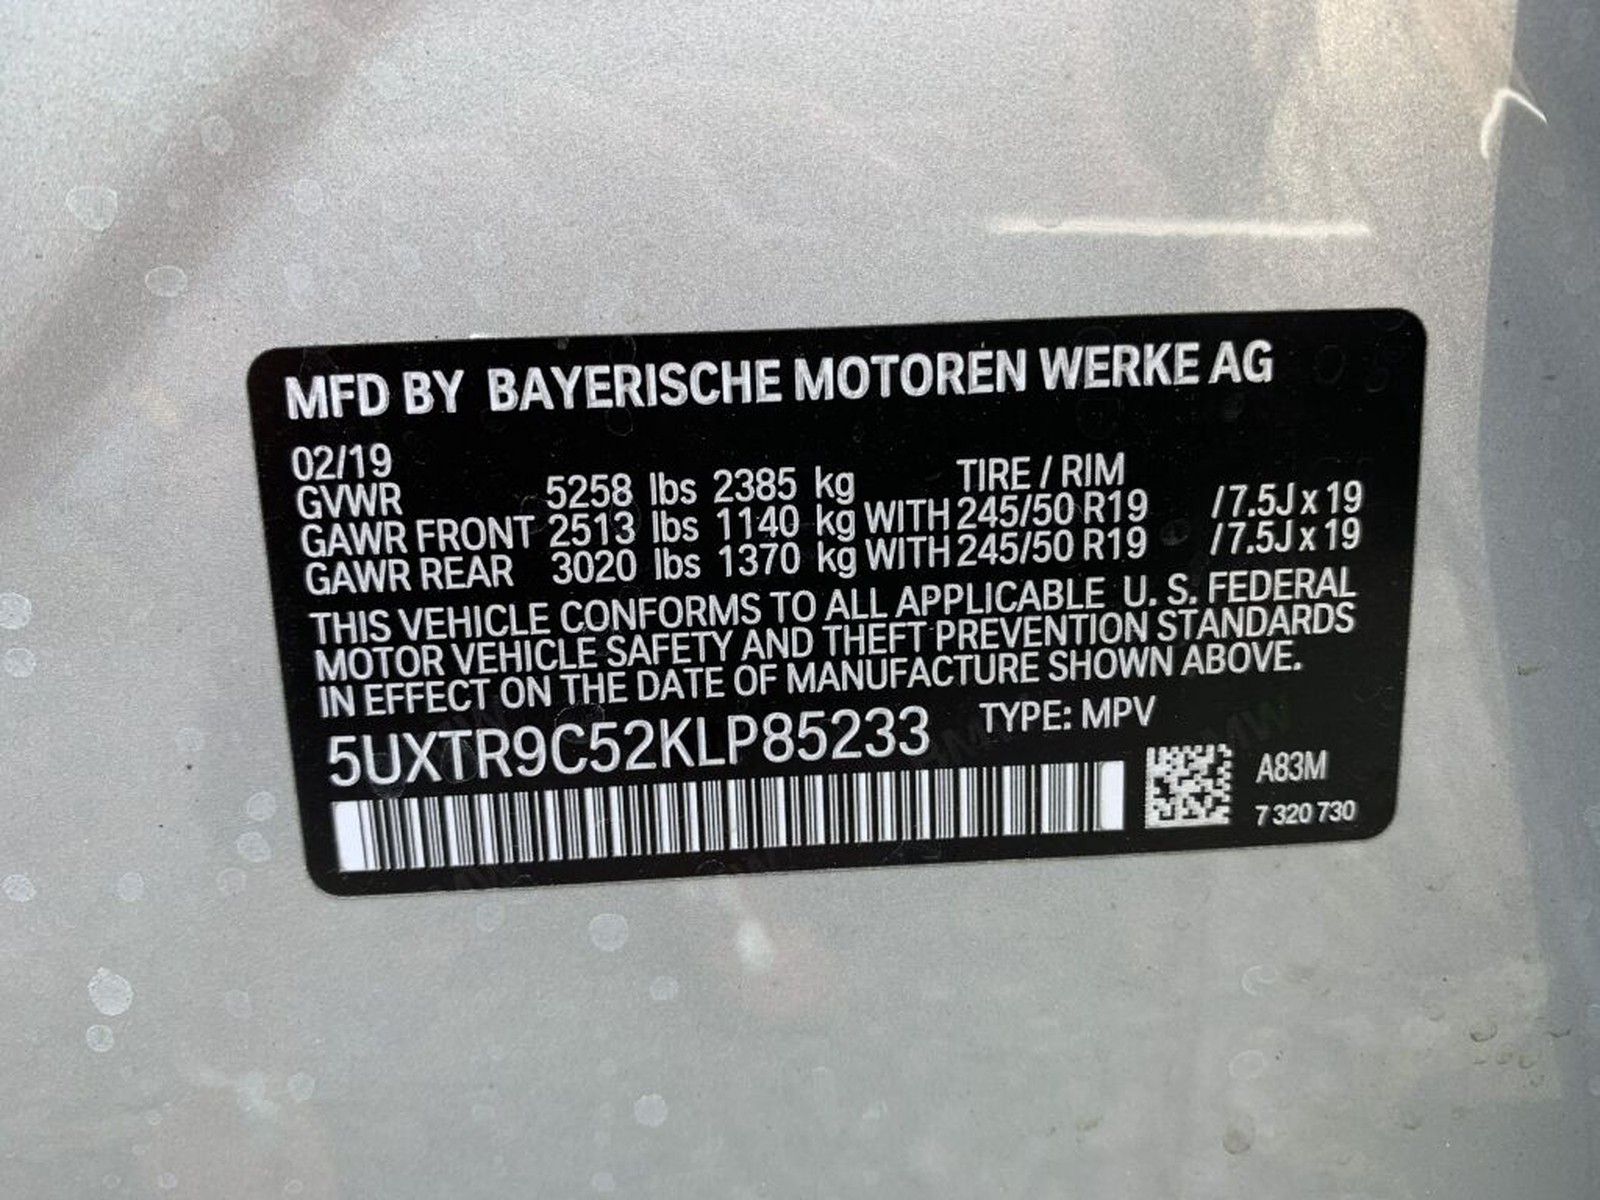 MFD BY BAYERISCHE MOTOREN WERKE AG
02/19
TIRE / RIM
GVWR 5258 lbs 2385 kg
GAWR FRONT 2513 lbs 1140 kg WITH 245/50 R19 / 7.5J x 19
GAWR REAR 3020 lbs 1370 kg WITH 245/50 R19 / 7.5J x 19
THIS VEHICLE CONFORMS TO ALL APPLICABLE U. S. FEDERAL
MOTOR VEHICLE SAFETY AND THEFT PREVENTION STANDARDS
IN EFFECT ON THE DATE OF MANUFACTURE SHOWN ABOVE.
5UXTR9C52KLP85233 TYPE: MPV
A83M
7 320 730